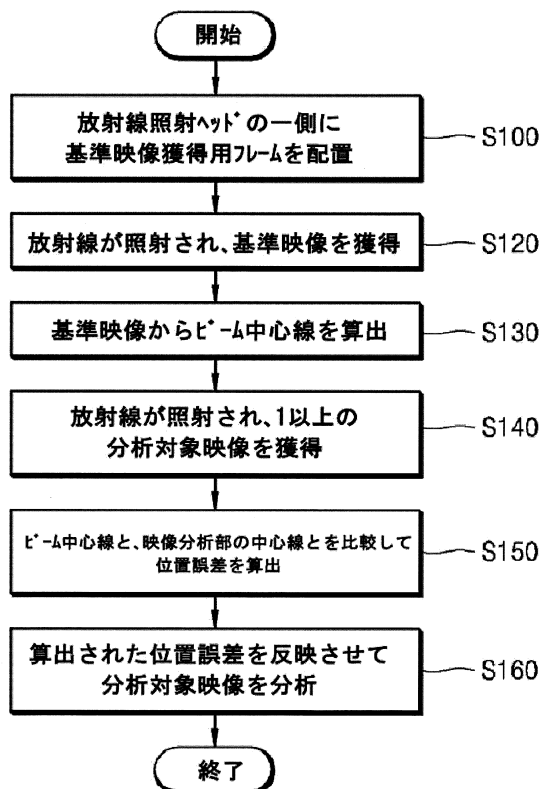 開始
放射線照射ﾍｯﾄﾞの一側に
基準映像獲得用フレームを配置
S100
放射線が照射され、基準映像を獲得
S120
基準映像からﾋﾞｰﾑ中心線を算出
S130
放射線が照射され、1以上の
分析対象映像を獲得
S140
ﾋﾞｰﾑ中心線と、映像分析部の中心線とを比較して
位置誤差を算出
S150
算出された位置誤差を反映させて
分析対象映像を分析
S160
終了